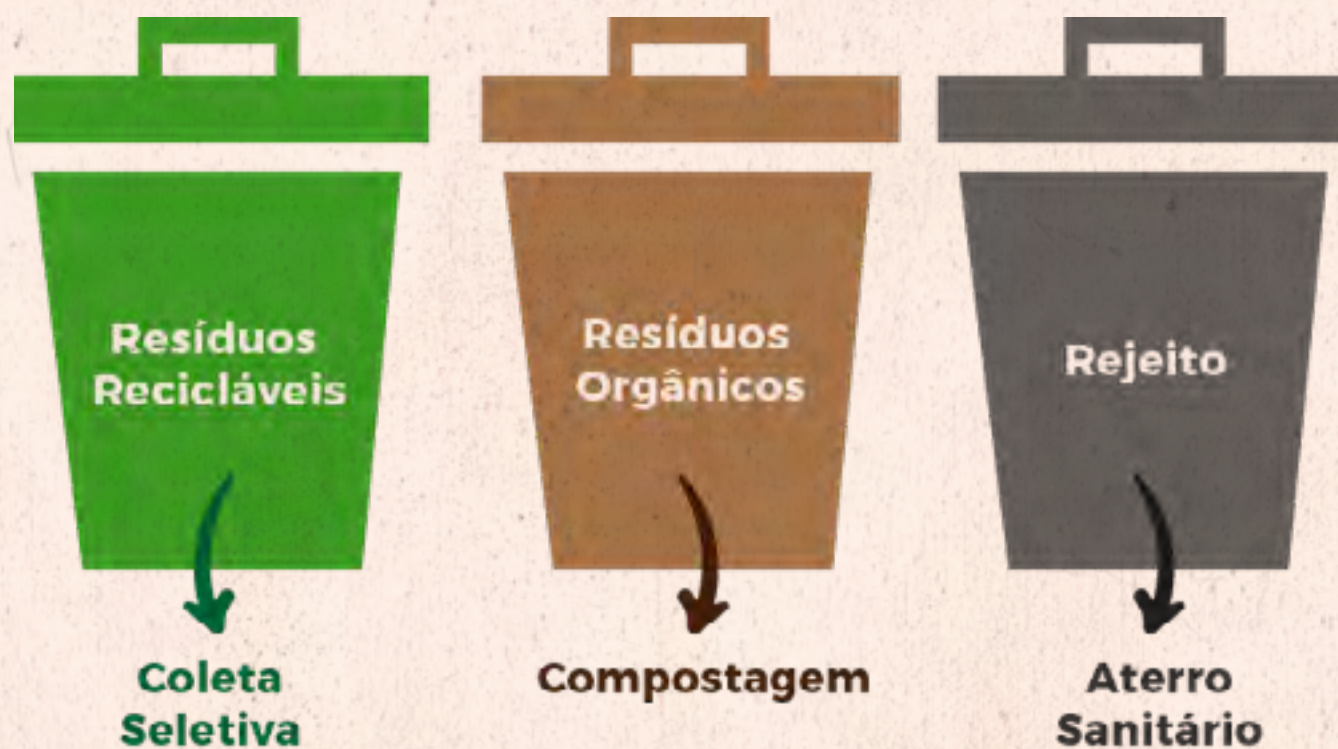 Resíduos
Recicláveis
Coleta
Seletiva
Resíduos
Orgânicos
Compostagem
Rejeito
Aterro
Sanitário